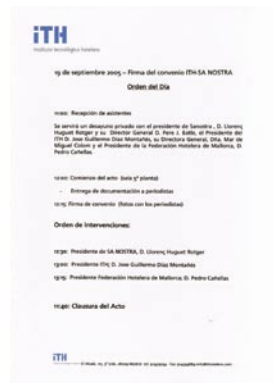 iTH
instituto tecnológico hotelero
19 de septiembre 2005 – Firma del convenio ITH-SA NOSTRA
Orden del Día
11:00: Recepción de asistentes
Se servirá un desayuno privado con el presidente de Sanostra , D. Llorenç
Huguet Rotger y su Director General D. Pere J. Batle, el Presidente del
ITH D. Jose Guillermo Díaz Montañés, su Directora General, Dña. Mar de
Miguel Colom y el Presidente de la Federación Hotelera de Mallorca, D.
Pedro Cañellas.
12:00: Comienzo del acto (sala 5ª planta)
- Entrega de documentación a periodistas
12:15: Firma de convenio (fotos con los periodistas)
Orden de intervenciones:
12:30: Presidente de SA NOSTRA, D. Llorenç Huguet Rotger
13:00: Presidente ITH; D. Jose Guillermo Díaz Montañés
13:15: Presidente Federación Hotelera de Mallorca; D. Pedro Cañellas
11:40: Clausura del Acto
iTH